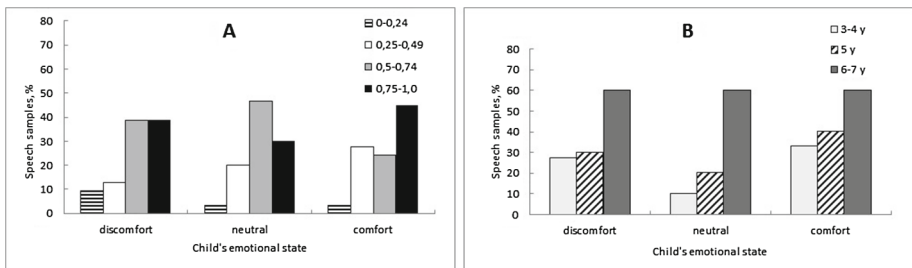 A
0-0,24
0,25-0,49
0,5-0,74
0,75-1,0
Speech samples,%
80
70
60
50
40
30
20
10
0
discomfort neutral comfort
Child's emotional state
B
3-4 y
5 y
6-7 y
Speech samples,%
80
70
60
50
40
30
20
10
0
discomfort neutral comfort
Child's emotional state